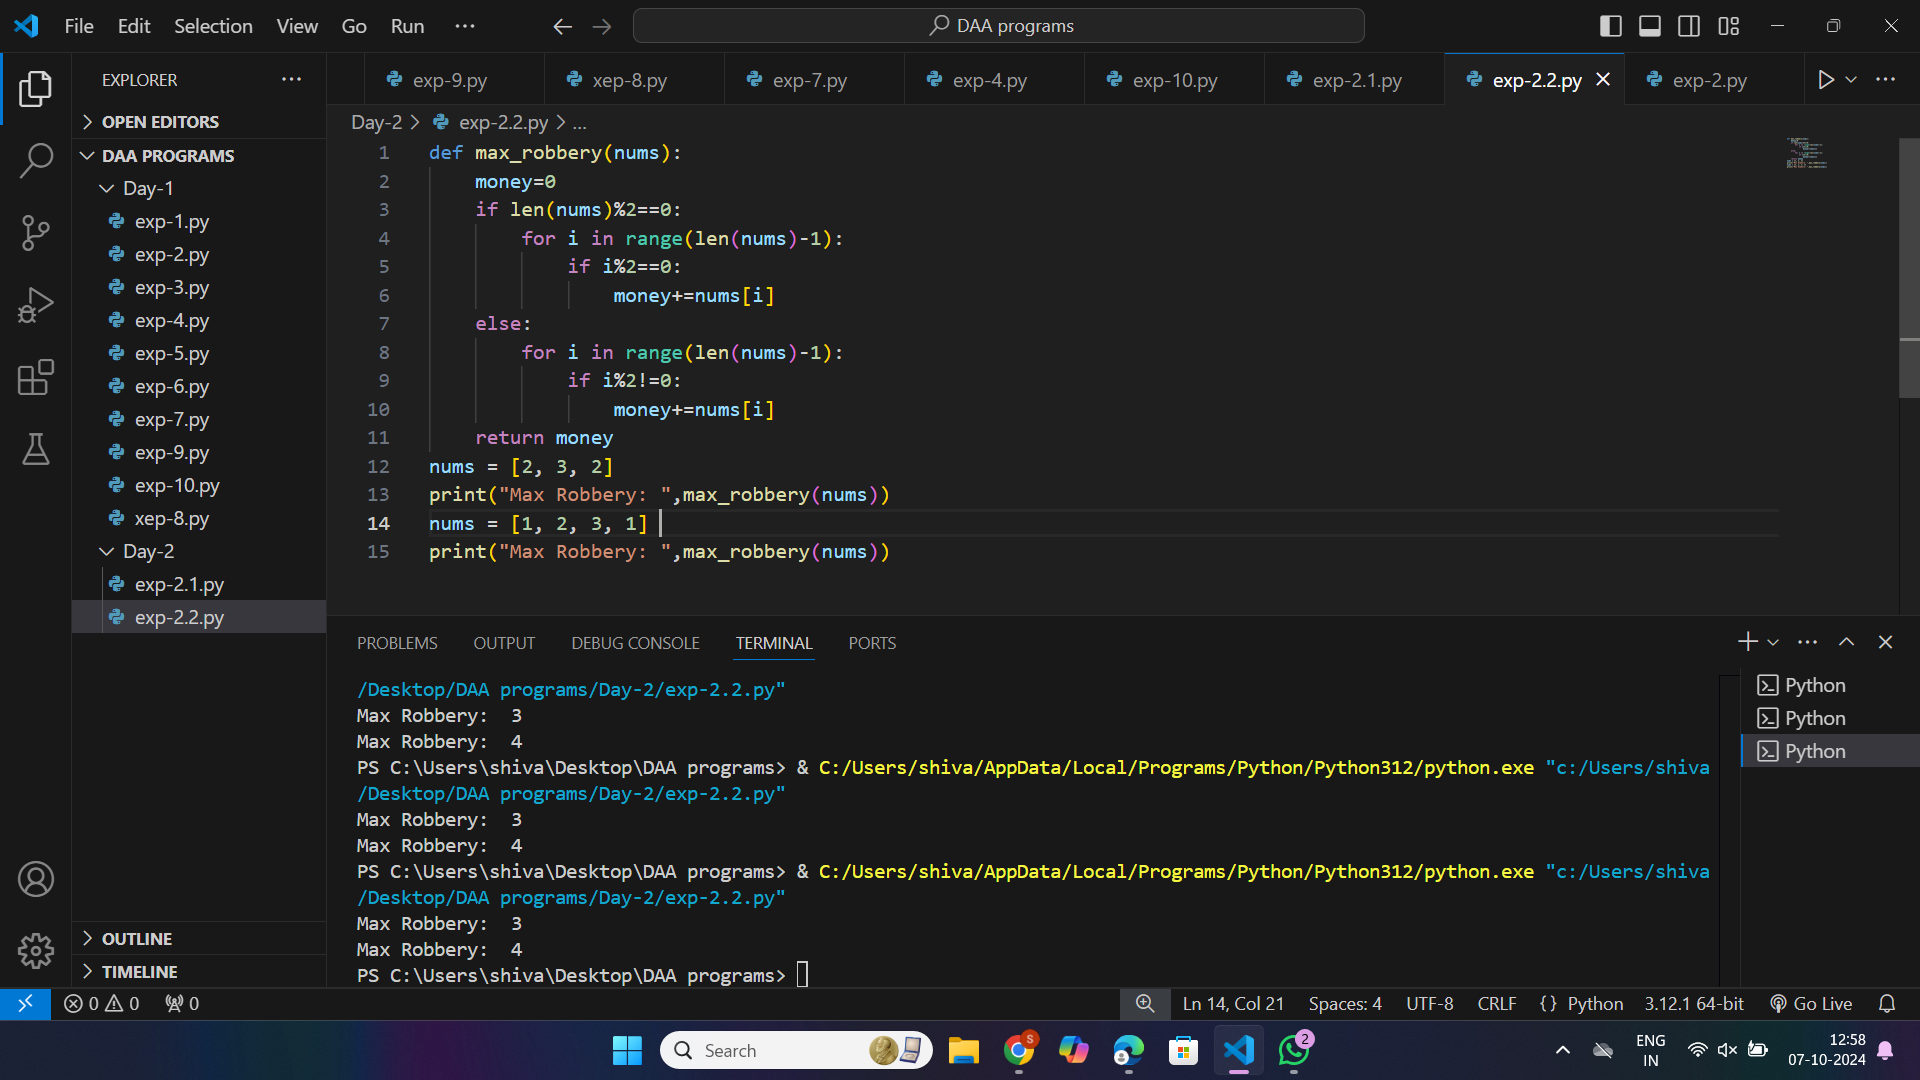 File Edit Selection View Go Run ...
DAA programs
EXPLORER
OPEN EDITORS
DAA PROGRAMS
Day-1
exp-1.py
exp-2.py
exp-3.py
exp-4.py
exp-5.py
exp-6.py
exp-7.py
exp-9.py
exp-10.py
xep-8.py
Day-2
exp-2.1.py
exp-2.2.py
OUTLINE
TIMELINE
exp-9.py xep-8.py exp-7.py exp-4.py exp-10.py exp-2.1.py exp-2.2.py exp-2.py
Day-2 > exp-2.2.py > ...
1 def max_robbery(nums):
2 money=0
3 if len(nums)%2==0:
4 for i in range(len(nums)-1):
5 if i%2==0:
6 money+=nums[i]
7 else:
8 for i in range(len(nums)-1):
9 if i%2!=0:
10 money+=nums[i]
11 return money
12 nums = [2, 3, 2]
13 print("Max Robbery: ",max_robbery(nums))
14 nums = [1, 2, 3, 1]
15 print("Max Robbery: ",max_robbery(nums))
PROBLEMS OUTPUT DEBUG CONSOLE TERMINAL PORTS
/Desktop/DAA programs/Day-2/exp-2.2.py"
Max Robbery:  3
Max Robbery:  4
PS C:\Users\shiva\Desktop\DAA programs> & C:/Users/shiva/AppData/Local/Programs/Python/Python312/python.exe "c:/Users/shiva
/Desktop/DAA programs/Day-2/exp-2.2.py"
Max Robbery:  3
Max Robbery:  4
PS C:\Users\shiva\Desktop\DAA programs> & C:/Users/shiva/AppData/Local/Programs/Python/Python312/python.exe "c:/Users/shiva
/Desktop/DAA programs/Day-2/exp-2.2.py"
Max Robbery:  3
Max Robbery:  4
PS C:\Users\shiva\Desktop\DAA programs>
Python
Python
Python
0 0 0 Ln 14, Col 21 Spaces: 4 UTF-8 CRLF {} Python 3.12.1 64-bit Go Live
Search
S
2
ENG
IN
12:58
07-10-2024